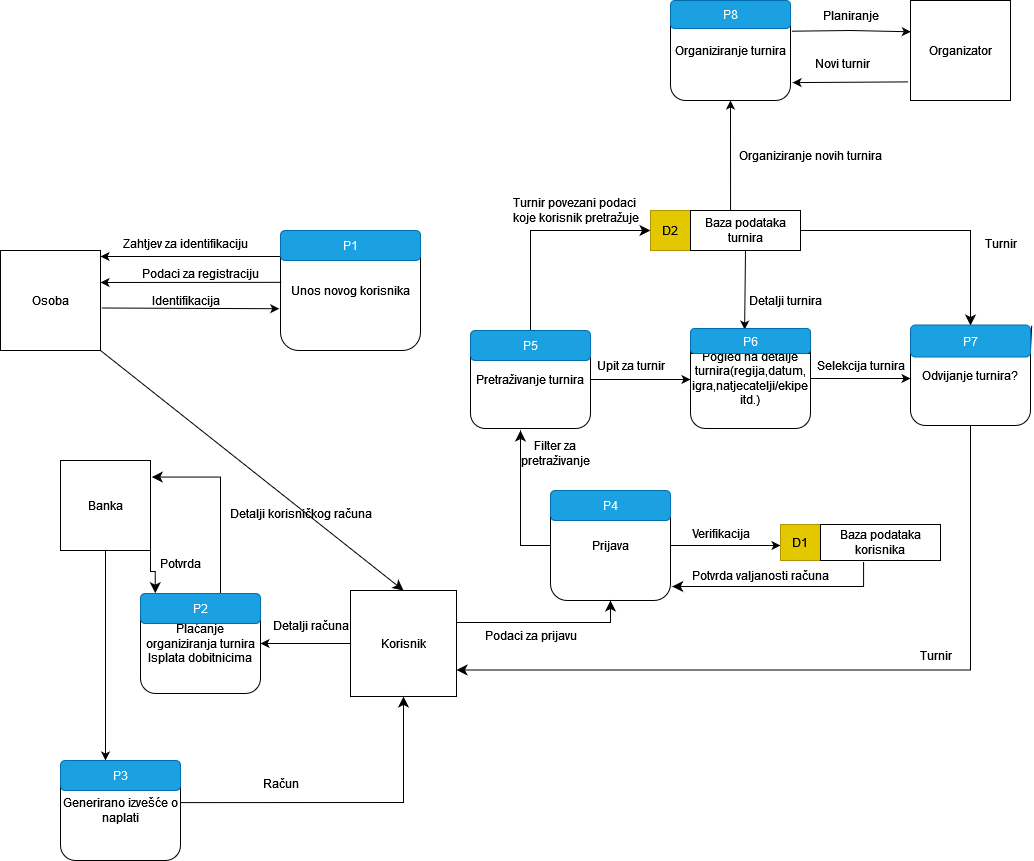 P8
Organiziranje turnira
Planiranje
Novi turnir
Organizator
Organiziranje novih turnira
Turnir povezani podaci
koje korisnik pretražuje
D2
Baza podataka
turnira
Turnir
Zahtjev za identifikaciju
Podaci za registraciju
Identifikacija
Osoba
P1
Unos novog korisnika
Detalji turnira
P5
Pretraživanje turnira
Upit za turnir
P6
Pogled na detalje
turnira(regija,datum,
igra,natjecatelji/ekipe
itd.)
Selekcija turnira
P7
Odvijanje turnira?
Filter za
pretraživanje
Banka
Detalji korisničkog računa
Potvrda
P4
Prijava
Verifikacija
D1
Baza podataka
korisnika
Potvrda valjanosti računa
P2
Plaćanje
organiziranja turnira
Isplata dobitnicima
Detalji računa
Korisnik
Podaci za prijavu
Turnir
P3
Generirano izvešće o
naplati
Račun